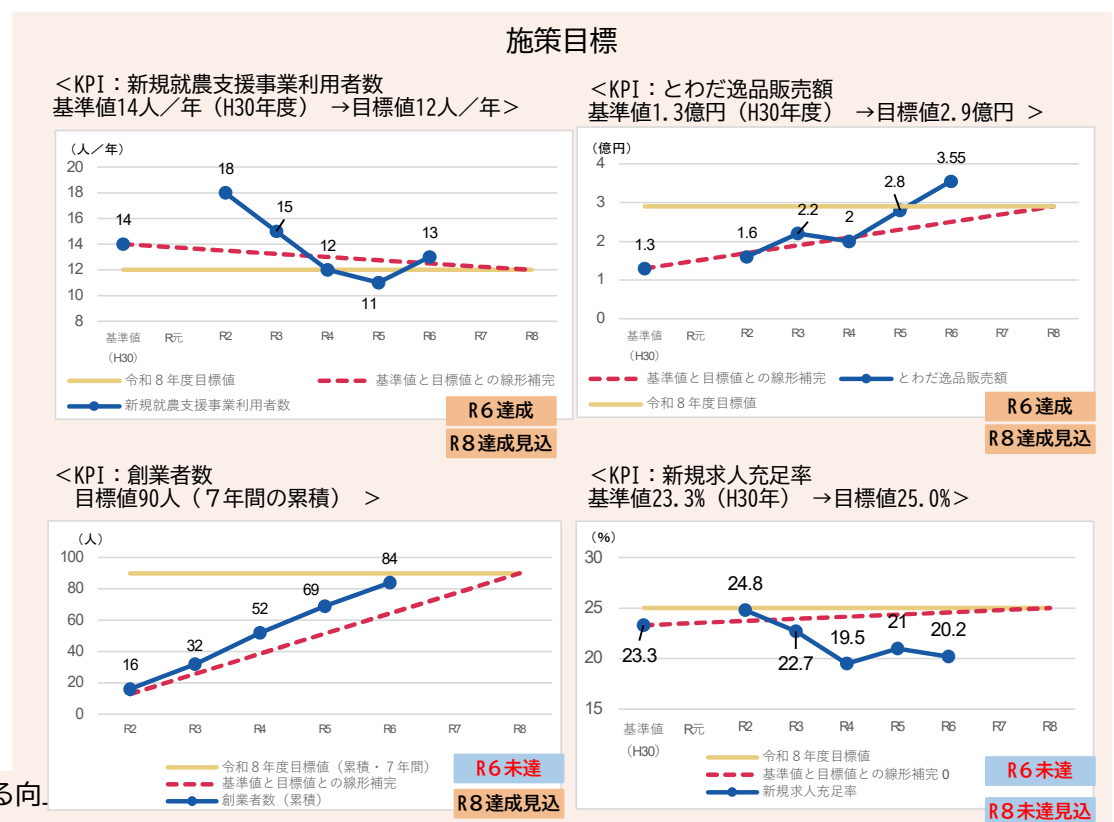 施策目標
<KPI：新規就農支援事業利用者数
基準値14人／年（H30年度） →目標値12人／年>
（人／年）
20
18
16
14
12
10
8
14
18
15
12
11
13
基準値
（H30）
R元
R2
R3
R4
R5
R6
R7
R8
令和８年度目標値
基準値と目標値との線形補完
新規就農支援事業利用者数
R６達成
R８達成見込
<KPI：とわだ逸品販売額
基準値1.3億円（H30年度） →目標値2.9億円 >
（億円）
4
3
2
1
0
1.3
1.6
2.2
2
2.8
3.55
基準値
（H30）
R元
R2
R3
R4
R5
R6
R7
R8
基準値と目標値との線形補完
とわだ逸品販売額
令和８年度目標値
R６達成
R８達成見込
<KPI：創業者数
目標値90人（７年間の累積） >
（人）
100
80
60
40
20
0
16
32
52
69
84
R2
R3
R4
R5
R6
R7
R8
令和８年度目標値（累積・７年間）
基準値と目標値との線形補完
創業者数（累積）
R６未達
R８達成見込
<KPI：新規求人充足率
基準値23.3%（H30年） →目標値25.0%>
（%）
30
25
20
15
23.3
24.8
22.7
19.5
21
20.2
基準値
（H30）
R元
R2
R3
R4
R5
R6
R7
R8
令和８年度目標値
基準値と目標値との線形補完 0
新規求人充足率
R６未達
R８未達見込
る向